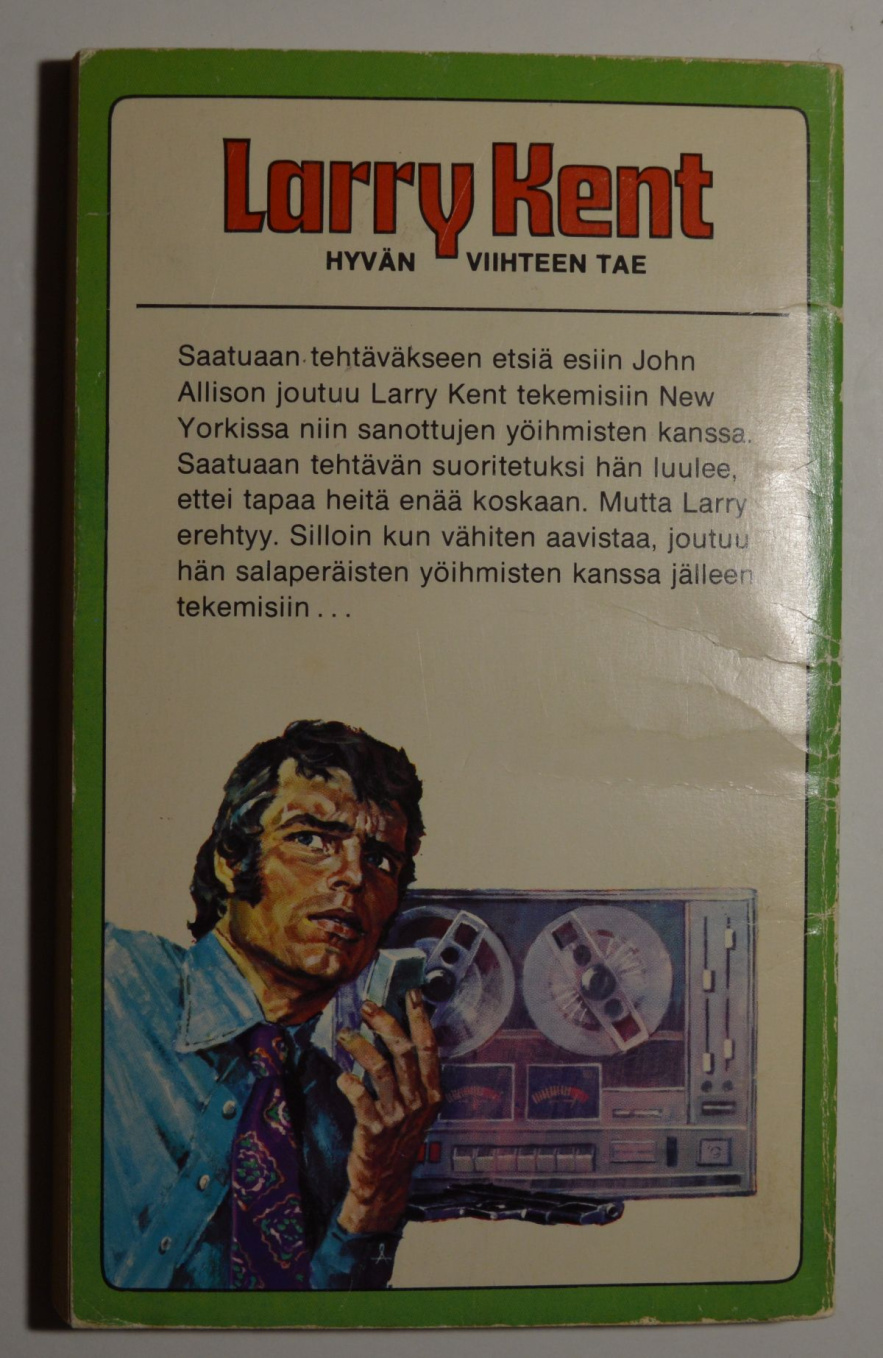 Larry Kent
HYVÄN VIIHTEEN TAE
Saatuaan tehtäväkseen etsiä esiin John
Allison joutuu Larry Kent tekemisiin New
Yorkissa niin sanottujen yöihmisten kanssa.
Saatuaan tehtävän suoritetuksi hän luulee,
ettei tapaa heitä enää koskaan. Mutta Larry
erehtyy. Silloin kun vähiten aavistaa, joutuu
hän salaperäisten yöihmisten kanssa jälleen
tekemisiin ...